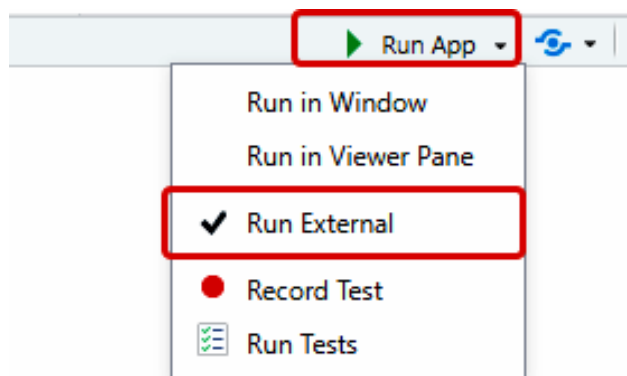 Run App
Run in Window
Run in Viewer Pane
Run External
Record Test
Run Tests